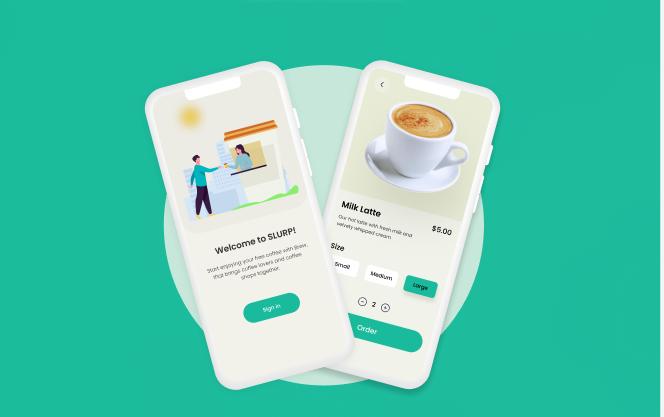 Welcome to SLURP!
Start enjoying your free coffee with Brew,
that brings coffee lovers and coffee
shops together.
Sign in
Milk Latte
$5.00
Our hot latte with fresh milk and
velvety whipped cream
Size
Small
Medium
Large
2
Order